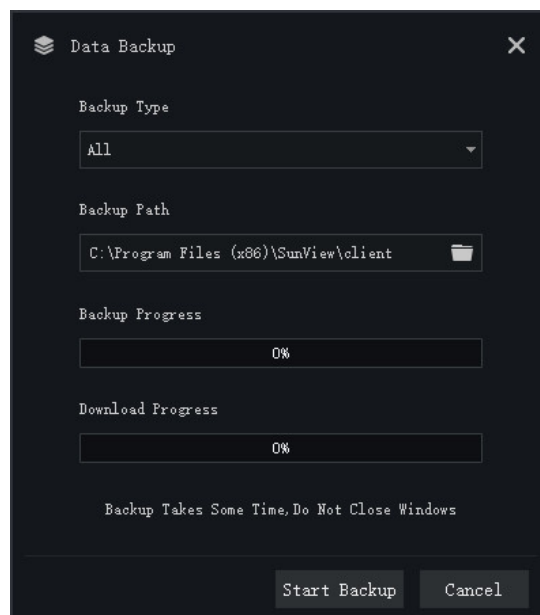 Data Backup
Backup Type
All
Backup Path
C:\Program Files (x86)\SunView\client
Backup Progress
0%
Download Progress
0%
Backup Takes Some Time,Do Not Close Windows
Start Backup Cancel